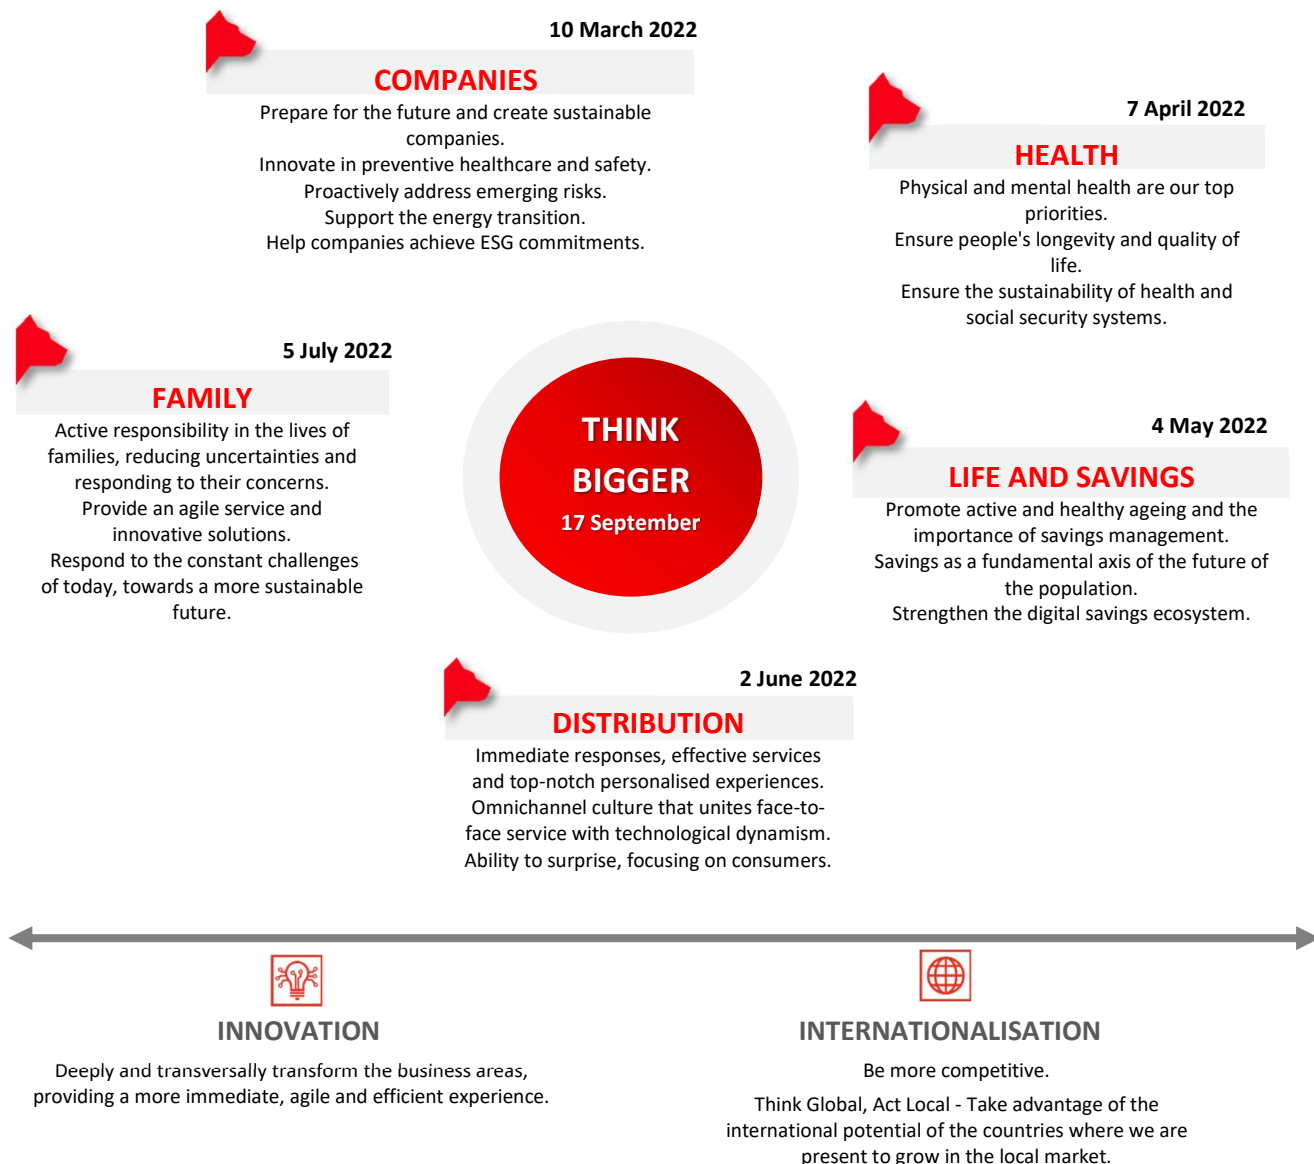 10 March 2022
COMPANIES
Prepare for the future and create sustainable
companies.
Innovate in preventive healthcare and safety.
Proactively address emerging risks.
Support the energy transition.
Help companies achieve ESG commitments.
7 April 2022
HEALTH
Physical and mental health are our top
priorities.
Ensure people's longevity and quality of
life.
Ensure the sustainability of health and
social security systems.
5 July 2022
FAMILY
Active responsibility in the lives of
families, reducing uncertainties and
responding to their concerns.
Provide an agile service and
innovative solutions.
Respond to the constant challenges
of today, towards a more sustainable
future.
THINK
BIGGER
17 September
4 May 2022
LIFE AND SAVINGS
Promote active and healthy ageing and the
importance of savings management.
Savings as a fundamental axis of the future of
the population.
Strengthen the digital savings ecosystem.
2 June 2022
DISTRIBUTION
Immediate responses, effective services
and top-notch personalised experiences.
Omnichannel culture that unites face-to-
face service with technological dynamism.
Ability to surprise, focusing on consumers.
INNOVATION
Deeply and transversally transform the business areas,
providing a more immediate, agile and efficient experience.
INTERNATIONALISATION
Be more competitive.
Think Global, Act Local - Take advantage of the
international potential of the countries where we are
present to grow in the local market.